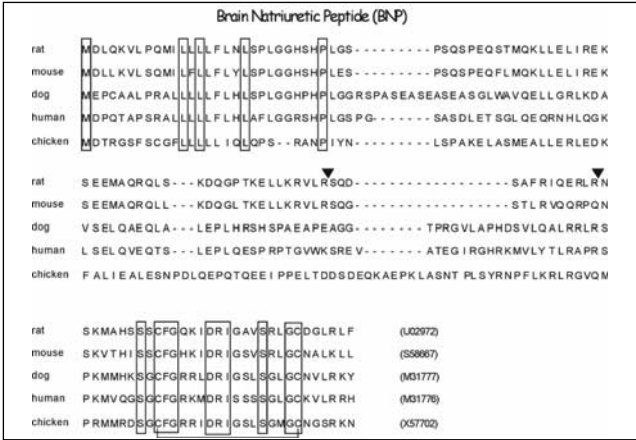 Brain Natriuretic Peptide (BNP)
rat MDLQKVLPQMILLLLFLNLSPLGGHSHPLGS - - - - - - - - - PSQSPEQSTMQKLLELIREK
mouse MDLLKVLSQMILFLLFLYLSPLGGHSHPLES - - - - - - - - - PSQSPEQFLMQKLLELIREK
dog MEPCAALPRALLLLLFLHLSPLGGHPHPLGGRSPASEASEASEASGLWAVQELLGRLKDA
human MDPQTAPSRALLLLLFLHLAFLGGRSHPLGSPG - - - - - - - SASDLETSGLQEQRNHLQGK
chicken MDTRGSFSCGFLLLLLIQLQPS - - RANPIYN - - - - - - - - - LSPAKELASMEALLERLEDK
rat SEEMAQRQLS - - - KDQGPTKELLKRVLRSQD - - - - - - - - - - - - SAFRIQERLRN
mouse SEEMAQRQLL - - - KDQGLTKELLKRVLRSQG - - - - - - - - - - - - STLRVQQRPQN
dog VSELQAEQLA - - - LEPLHRSHSPAEAPEAGG - - - - - - - TPRGVLAPHDSVLQALRRLRS
human LSELQVEQTS - - - LEPLQESPRPTGVWKSREV - - - - - - ATEGIRGHRKMVLYTLRAPRS
chicken FALIEALESNPDLQEPQTQEEIPPELTDDSDEQKAEPKLASNTPLSYRNPFLKRLRGVQM
rat SKMAHSSSCFGQKIDRIGAVSRLGCDGLRLF (U02972)
mouse SKVTHISSCFGHKIDRIGSVSRLGCNALKLL (S58667)
dog PKMMHKSGCFGRRLDRIGSLSGLGCNVLRKY (M31777)
human PKMVQGSGCFGRKMDRISSSSGLGCKVLRRH (M31776)
chicken PRMMRDSGCFGRRIDRIGSLSGMGCNGSRKN (X57702)